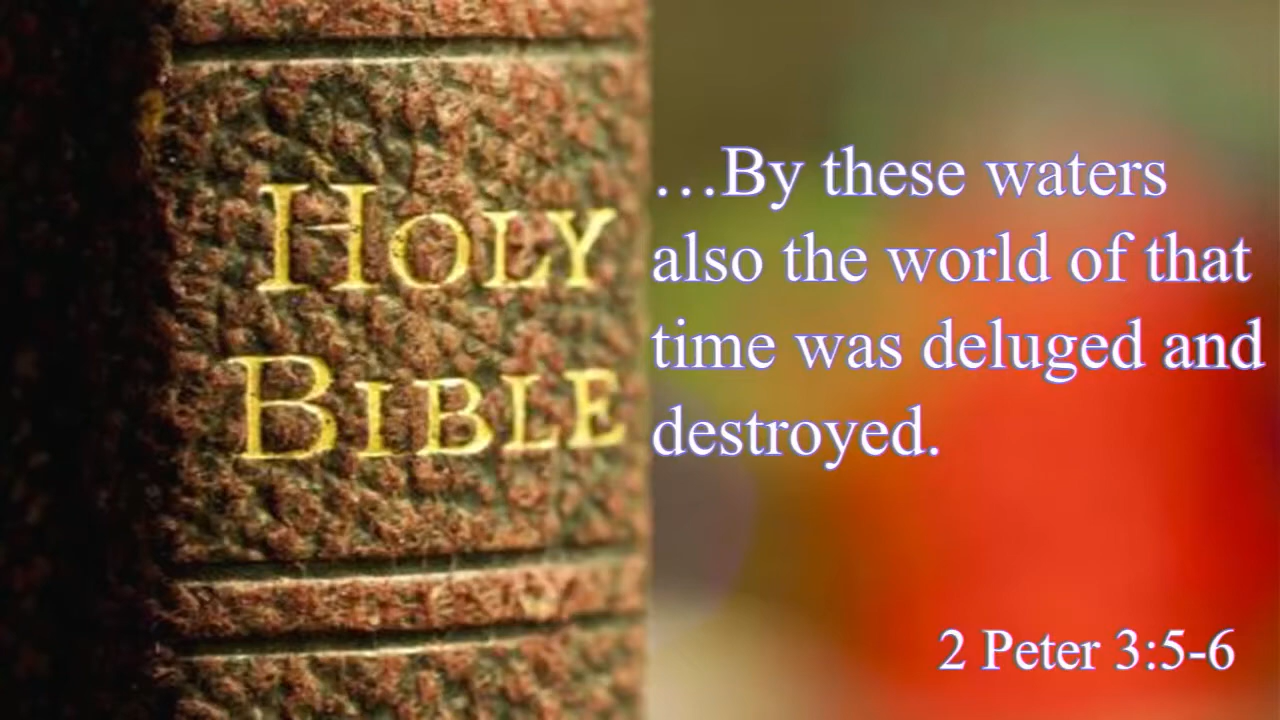 HOLY
BIBLE
…By these waters
also the world of that
time was deluged and
destroyed.
2 Peter 3:5-6